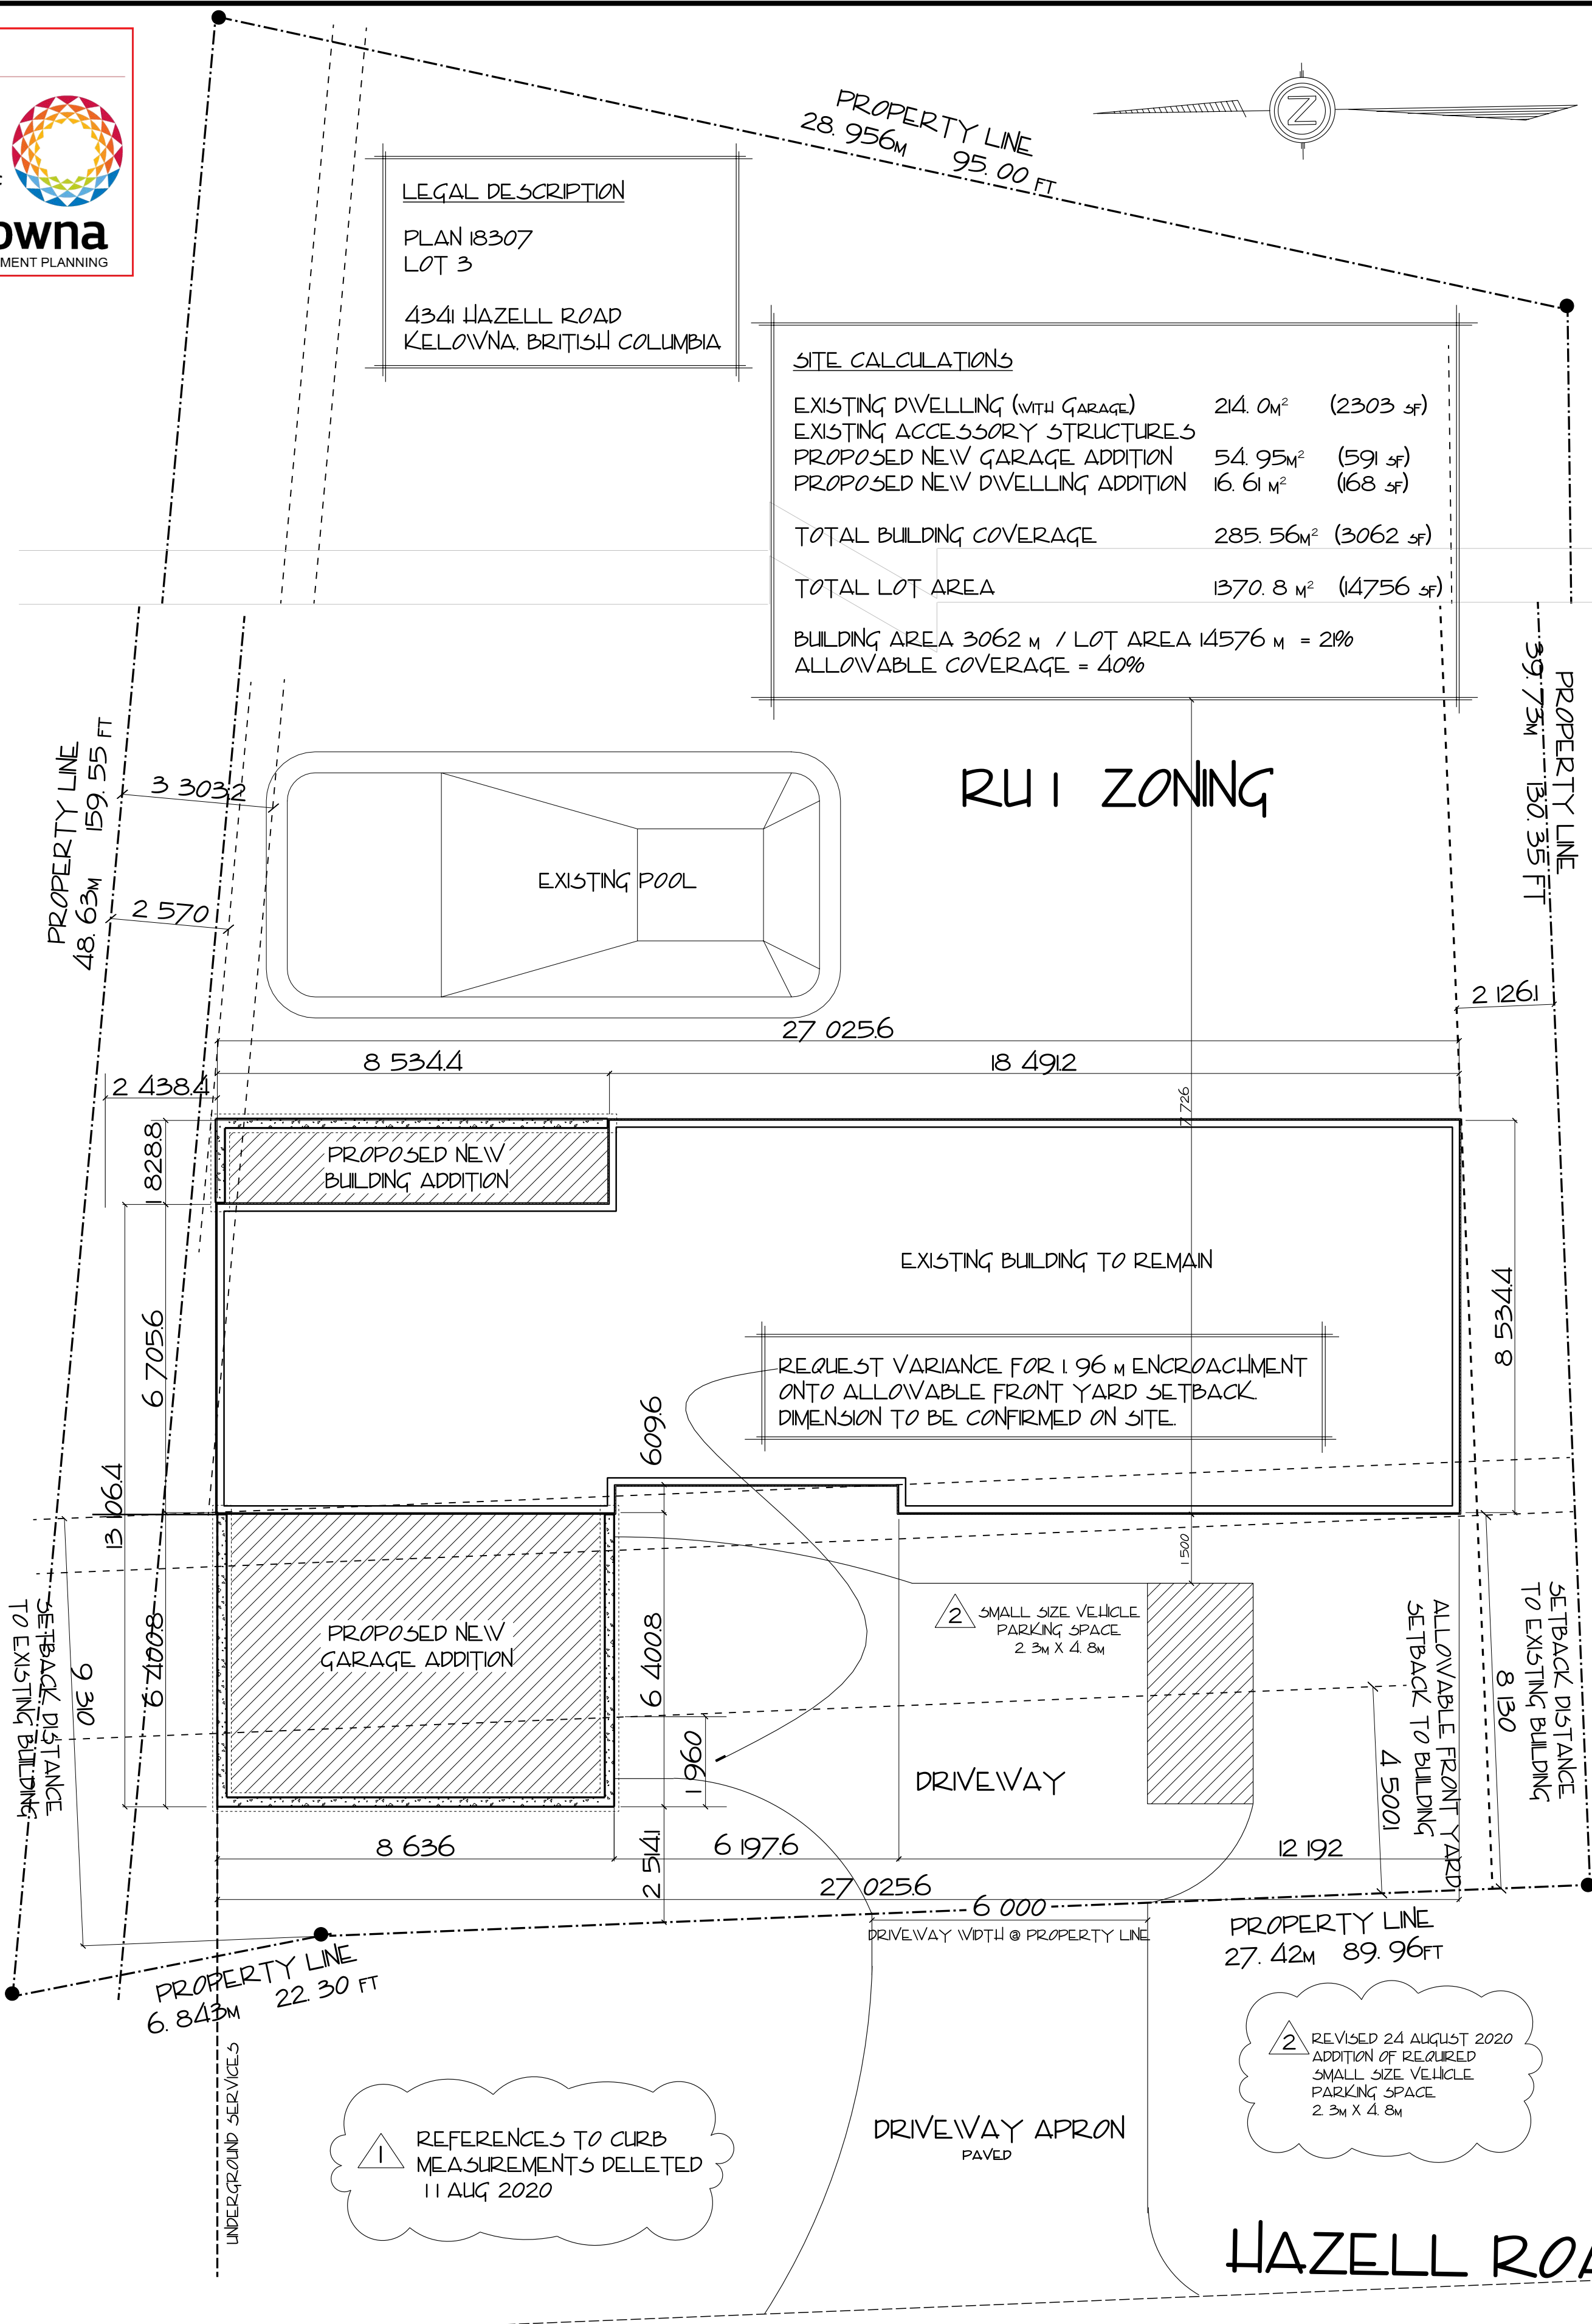 owna
MENT PLANNING
PROPERTY LINE
28. 956M 95. 00 FT
Z
LEGAL DESCRIPTION
PLAN 18307
LOT 3
4341 HAZELL ROAD
KELOWNA, BRITISH COLUMBIA
SITE CALCULATIONS
EXISTING DWELLING (WITH GARAGE) 214. 0M² (2303 SF)
EXISTING ACCESSORY STRUCTURES
PROPOSED NEW GARAGE ADDITION 54. 95M² (591 SF)
PROPOSED NEW DWELLING ADDITION 16. 61 M² (168 SF)
TOTAL BUILDING COVERAGE 285. 56M² (3062 SF)
TOTAL LOT AREA 1370. 8 M² (14756 SF)
BUILDING AREA 3062 M / LOT AREA 14576 M = 21%
ALLOWABLE COVERAGE = 40%
PROPERTY LINE
48. 63M 159. 55 FT
3 303.2
2 570
EXISTING POOL
RU 1 ZONING
PROPERTY LINE
39. 73M 130. 35 FT
2 126.1
27 025.6
8 534.4
18 491.2
2 438.4
7 726
1 828.8
PROPOSED NEW
BUILDING ADDITION
EXISTING BUILDING TO REMAIN
6 705.6
8 534.4
REQUEST VARIANCE FOR 1. 96 M ENCROACHMENT
ONTO ALLOWABLE FRONT YARD SETBACK.
DIMENSION TO BE CONFIRMED ON SITE.
609.6
13 106.4
1 500
SETBACK DISTANCE
TO EXISTING BUILDING
9 310
6 400.8
PROPOSED NEW
GARAGE ADDITION
6 400.8
1 960
2 SMALL SIZE VEHICLE
PARKING SPACE
2. 3M X 4. 8M
DRIVEWAY
4 500.1
ALLOWABLE FRONT YARD
SETBACK TO BUILDING
8 130
SETBACK DISTANCE
TO EXISTING BUILDING
8 636
2 514.1
6 197.6
12 192
27 025.6
6 000
DRIVEWAY WIDTH @ PROPERTY LINE
PROPERTY LINE
27. 42M 89. 96FT
PROPERTY LINE
6. 843M 22. 30 FT
UNDERGROUND SERVICES
1 REFERENCES TO CURB
MEASUREMENTS DELETED
11 AUG 2020
DRIVEWAY APRON
PAVED
2 REVISED 24 AUGUST 2020
ADDITION OF REQUIRED
SMALL SIZE VEHICLE
PARKING SPACE
2. 3M X 4. 8M
HAZELL ROA